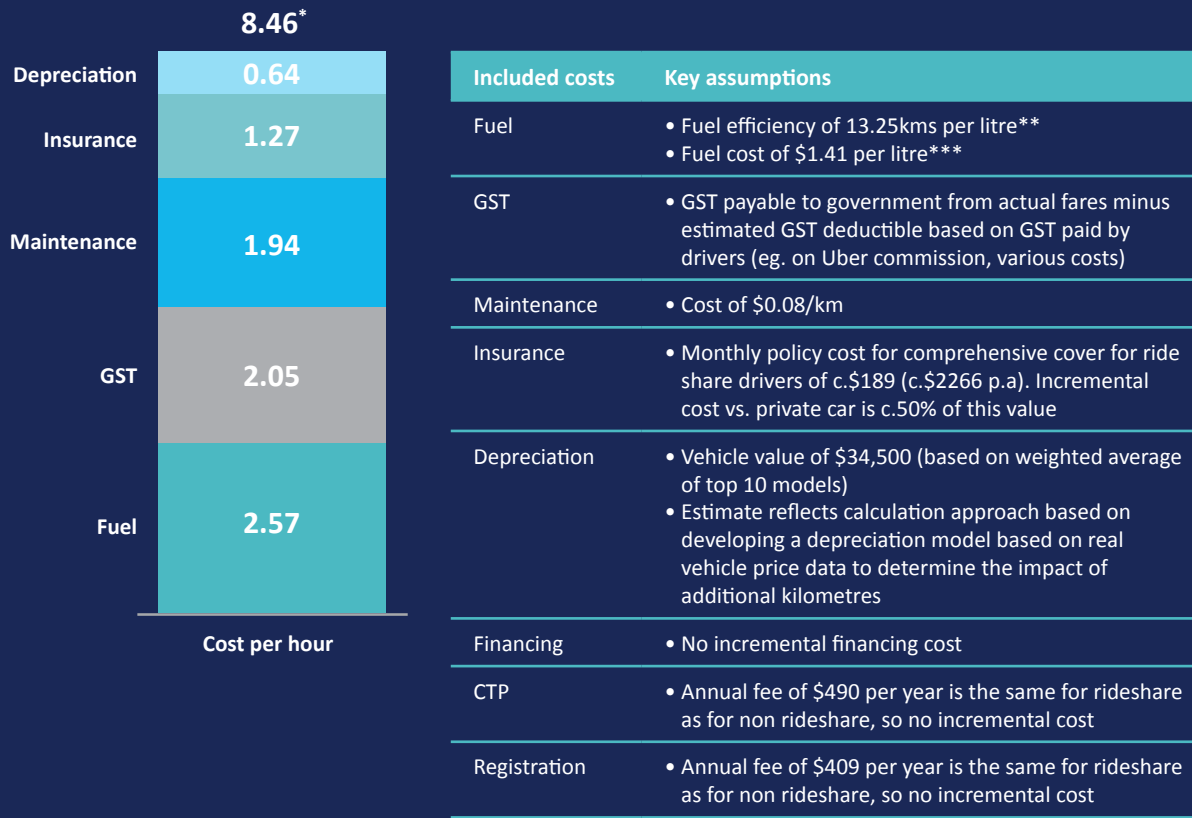 8.46*
Depreciation
0.64
Insurance
1.27
Maintenance
1.94
GST
2.05
Fuel
2.57
Cost per hour
Included costs
Key assumptions
Fuel
• Fuel efficiency of 13.25kms per litre**
• Fuel cost of $1.41 per litre***
GST
• GST payable to government from actual fares minus
estimated GST deductible based on GST paid by
drivers (eg. on Uber commission, various costs)
Maintenance
• Cost of $0.08/km
Insurance
• Monthly policy cost for comprehensive cover for ride
share drivers of c.$189 (c.$2266 p.a). Incremental
cost vs. private car is c.50% of this value
Depreciation
• Vehicle value of $34,500 (based on weighted average
of top 10 models)
• Estimate reflects calculation approach based on
developing a depreciation model based on real
vehicle price data to determine the impact of
additional kilometres
Financing
• No incremental financing cost
CTP
• Annual fee of $490 per year is the same for rideshare
as for non rideshare, so no incremental cost
Registration
• Annual fee of $409 per year is the same for rideshare
as for non rideshare, so no incremental cost